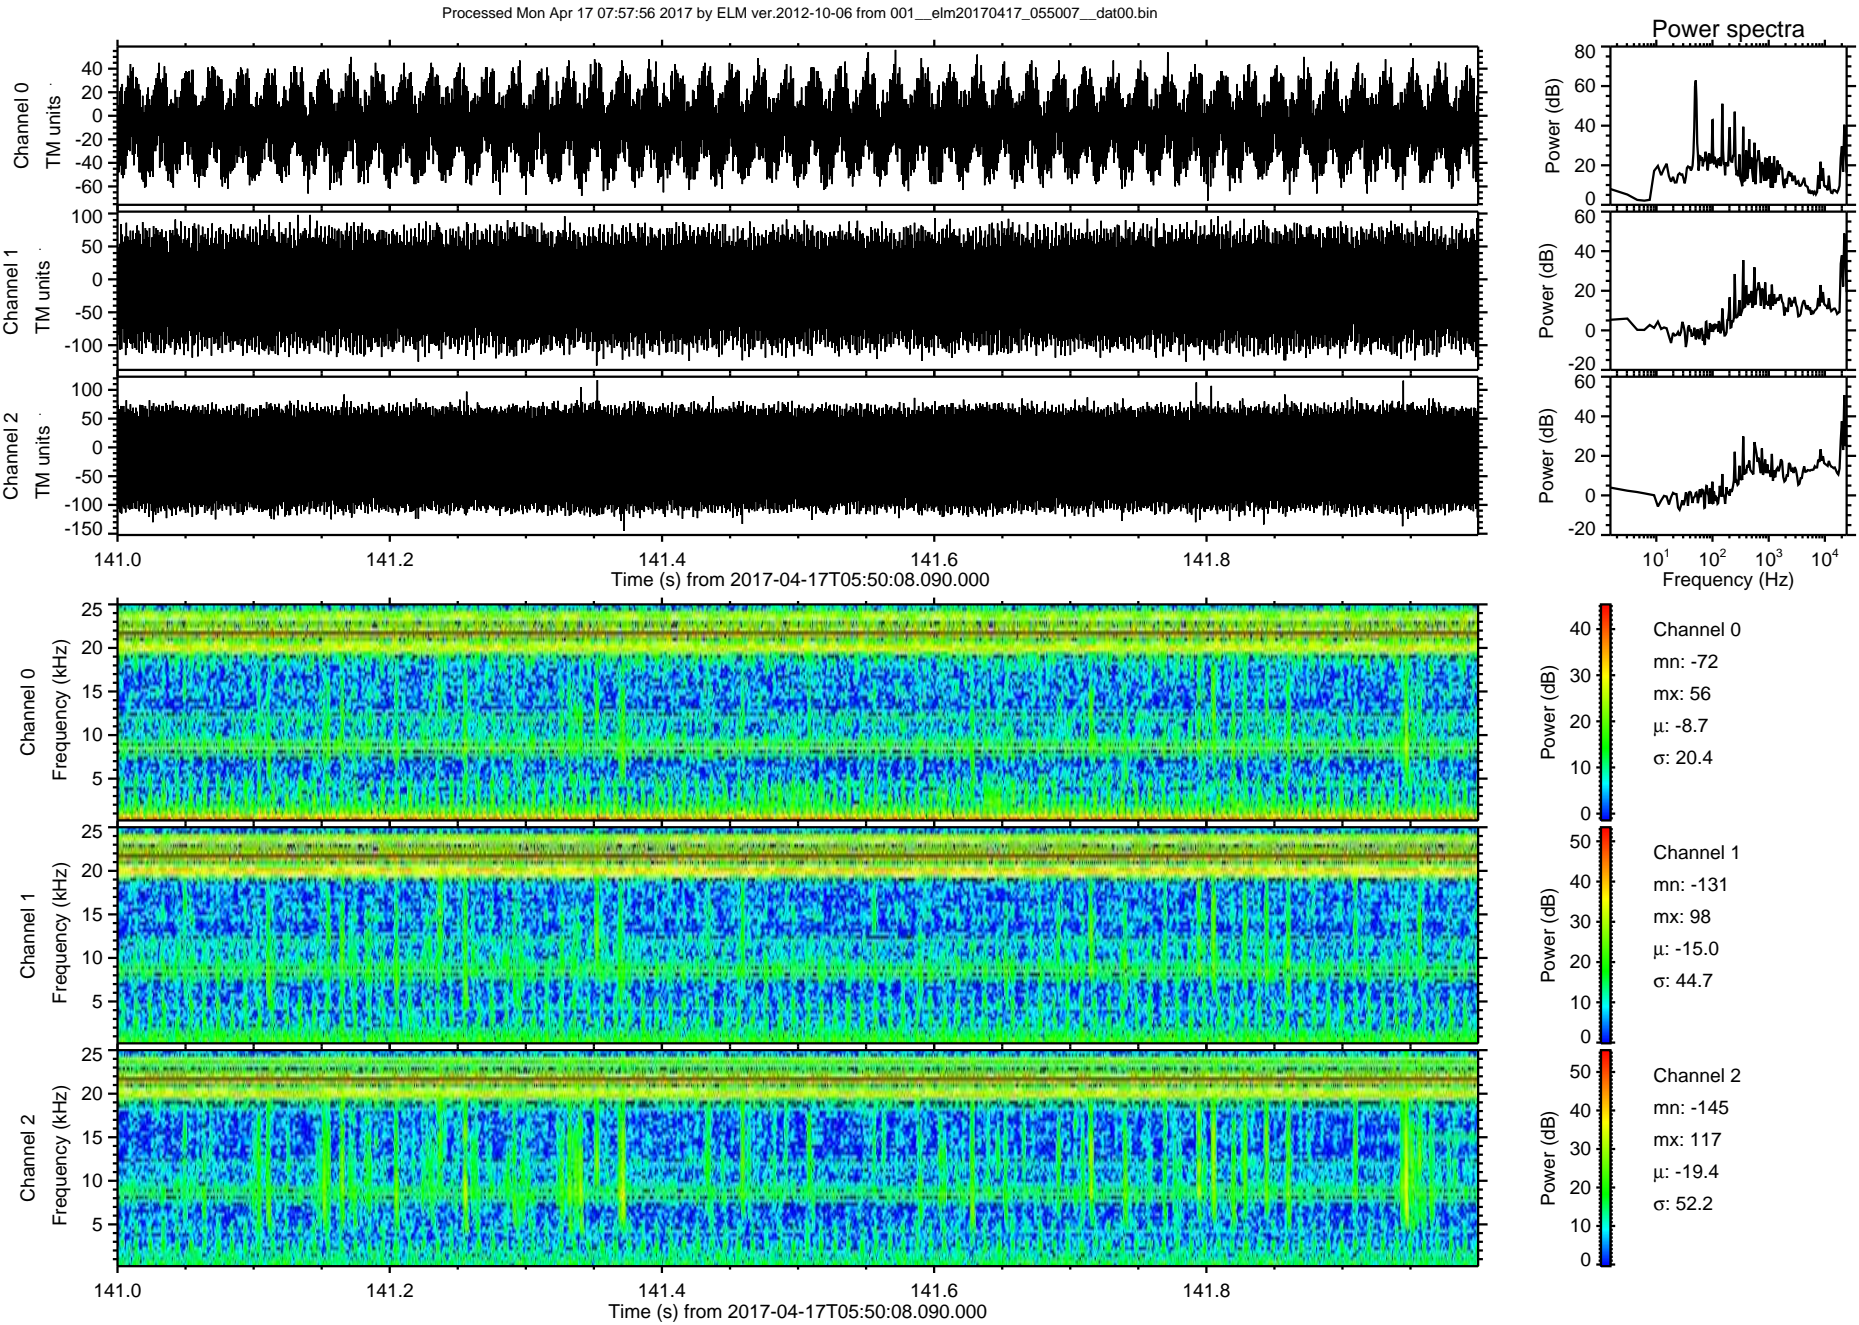 Processed Mon Apr 17 07:57:56 2017 by ELM ver.2012-10-06 from 001__elm20170417_055007__dat00.bin
Power spectra
Channel 0
TM units
40
20
0
-20
-40
-60
Power (dB)
80
60
40
20
0
Channel 1
TM units
100
50
0
-50
-100
Power (dB)
60
40
20
0
-20
Channel 2
TM units
100
50
0
-50
-100
-150
Power (dB)
60
40
20
0
-20
141.0 141.2 141.4 141.6 141.8
Time (s) from 2017-04-17T05:50:08.090.000
10^1 10^2 10^3 10^4
Frequency (Hz)
Channel 0
Frequency (kHz)
25
20
15
10
5
Power (dB)
40
30
20
10
0
Channel 0
mn: -72
mx: 56
μ: -8.7
σ: 20.4
Channel 1
Frequency (kHz)
25
20
15
10
5
Power (dB)
50
40
30
20
10
0
Channel 1
mn: -131
mx: 98
μ: -15.0
σ: 44.7
Channel 2
Frequency (kHz)
25
20
15
10
5
Power (dB)
50
40
30
20
10
0
Channel 2
mn: -145
mx: 117
μ: -19.4
σ: 52.2
141.0 141.2 141.4 141.6 141.8
Time (s) from 2017-04-17T05:50:08.090.000